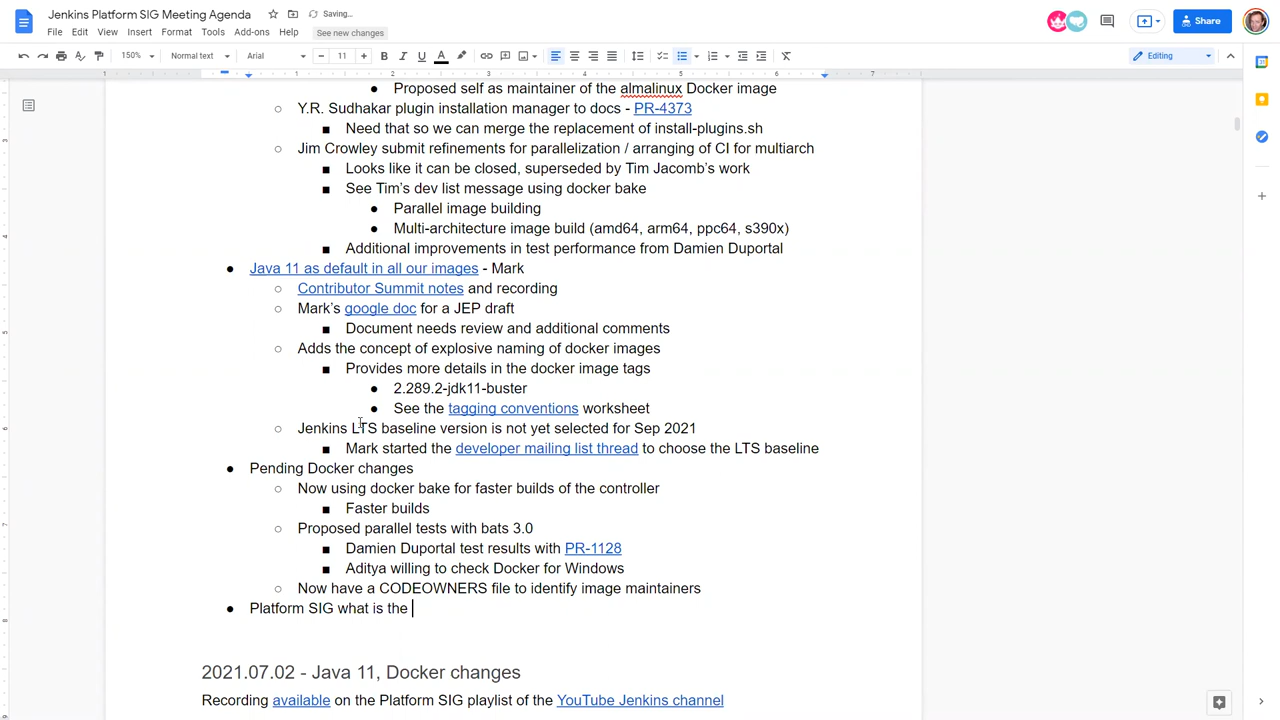 Jenkins Platform SIG Meeting Agenda
Saving...
File Edit View Insert Format Tools Add-ons Help
See new changes
Share
150%
Normal text
Arial
11
Editing
1 1 2 3 4 5 6 7
Proposed self as maintainer of the almalinux Docker image
Y.R. Sudhakar plugin installation manager to docs - PR-4373
Need that so we can merge the replacement of install-plugins.sh
Jim Crowley submit refinements for parallelization / arranging of CI for multiarch
Looks like it can be closed, superseded by Tim Jacomb's work
See Tim's dev list message using docker bake
Parallel image building
Multi-architecture image build (amd64, arm64, ppc64, s390x)
Additional improvements in test performance from Damien Duportal
Java 11 as default in all our images - Mark
Contributor Summit notes and recording
Mark's google doc for a JEP draft
Document needs review and additional comments
Adds the concept of explosive naming of docker images
Provides more details in the docker image tags
2.289.2-jdk11-buster
See the tagging conventions worksheet
Jenkins LTS baseline version is not yet selected for Sep 2021
Mark started the developer mailing list thread to choose the LTS baseline
Pending Docker changes
Now using docker bake for faster builds of the controller
Faster builds
Proposed parallel tests with bats 3.0
Damien Duportal test results with PR-1128
Aditya willing to check Docker for Windows
Now have a CODEOWNERS file to identify image maintainers
Platform SIG what is the
2021.07.02 - Java 11, Docker changes
Recording available on the Platform SIG playlist of the YouTube Jenkins channel